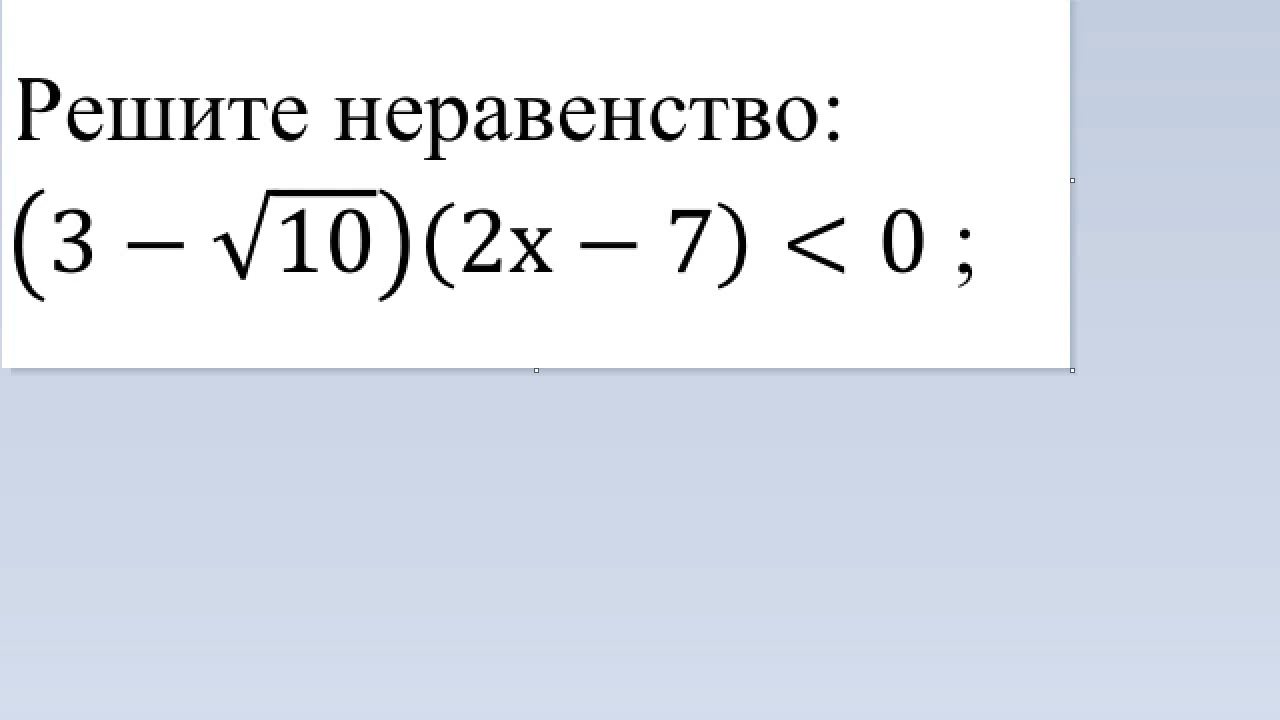 Решите неравенство:
(3 − √10)(2x − 7) < 0 ;